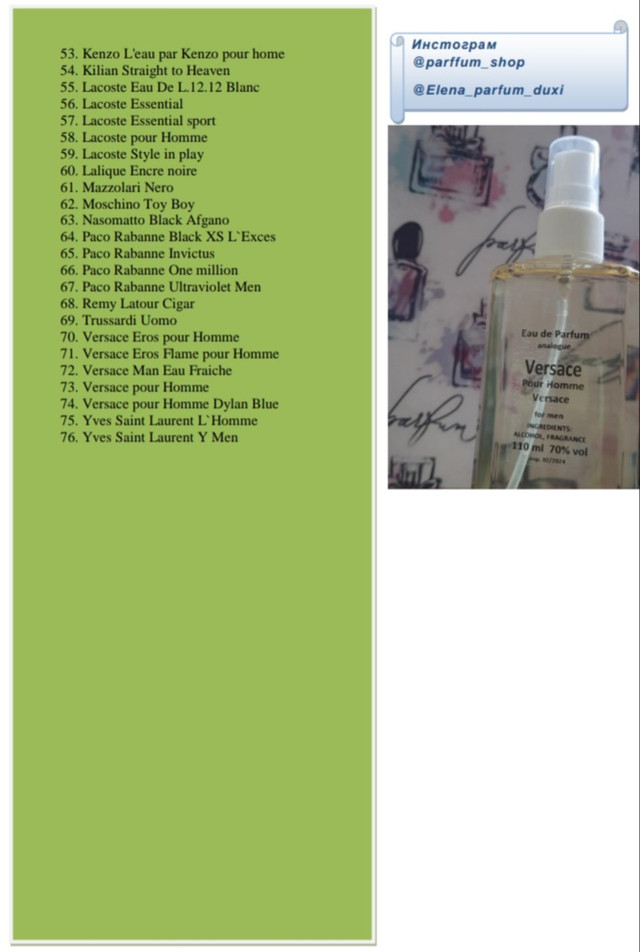 53. Kenzo L'eau par Kenzo pour home
54. Kilian Straight to Heaven
55. Lacoste Eau De L.12.12 Blanc
56. Lacoste Essential
57. Lacoste Essential sport
58. Lacoste pour Homme
59. Lacoste Style in play
60. Lalique Encre noire
61. Mazzolari Nero
62. Moschino Toy Boy
63. Nasomatto Black Afgano
64. Paco Rabanne Black XS L`Exces
65. Paco Rabanne Invictus
66. Paco Rabanne One million
67. Paco Rabanne Ultraviolet Men
68. Remy Latour Cigar
69. Trussardi Uomo
70. Versace Eros pour Homme
71. Versace Eros Flame pour Homme
72. Versace Man Eau Fraiche
73. Versace pour Homme
74. Versace pour Homme Dylan Blue
75. Yves Saint Laurent L`Homme
76. Yves Saint Laurent Y Men
Инстограм
@parffum_shop
@Elena_parfum_duxi
Eau de Parfum
analogue
Versace
Pour Homme
Versace
for men
INGREDIENTS:
ALCOHOL, FRAGRANCE
110 ml 70% vol
02/2024
parfum